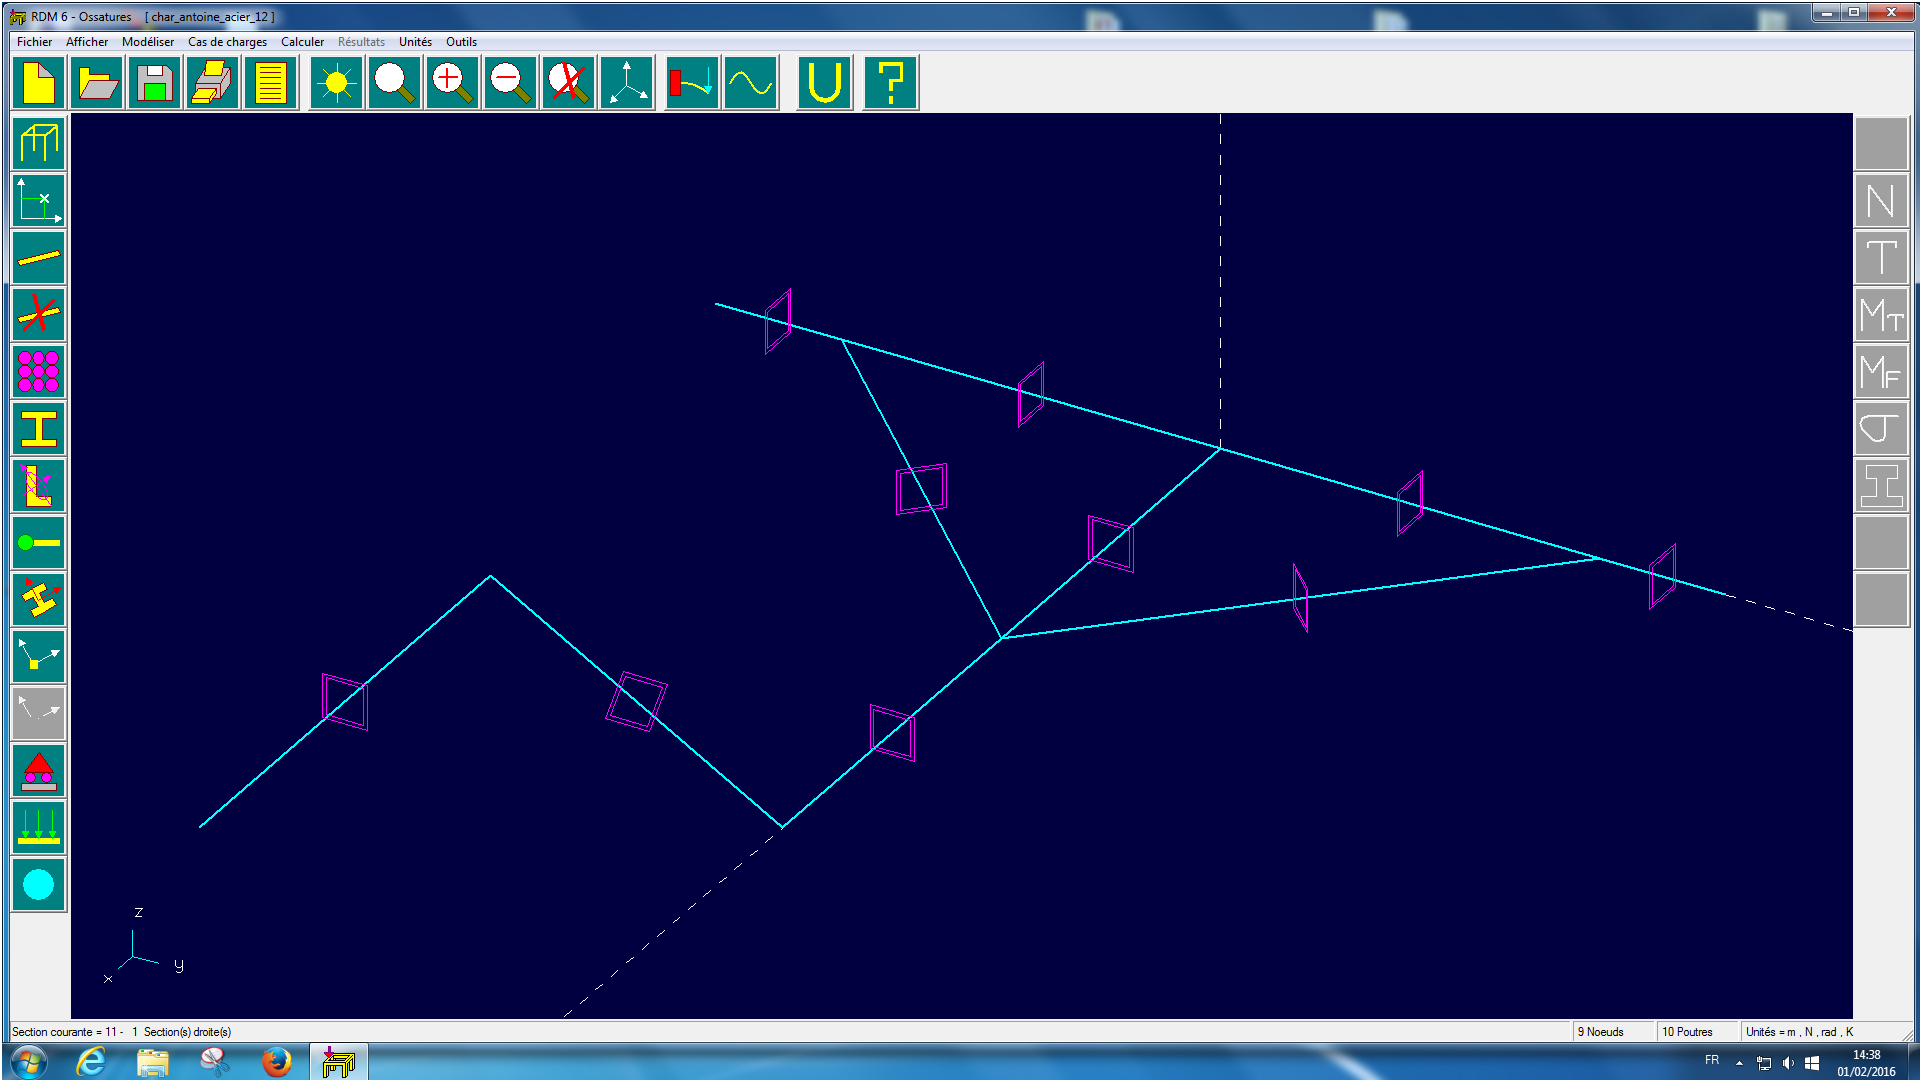 RDM 6 - Ossatures [ char_antoine_acier_12 ]
Fichier Afficher Modéliser Cas de charges Calculer Résultats Unités Outils
N
T
MT
MF
σ
z
y
x
Section courante = 11 - 1 Section(s) droite(s)
9 Noeuds
10 Poutres
Unités = m , N , rad , K
FR
14:38
01/02/2016